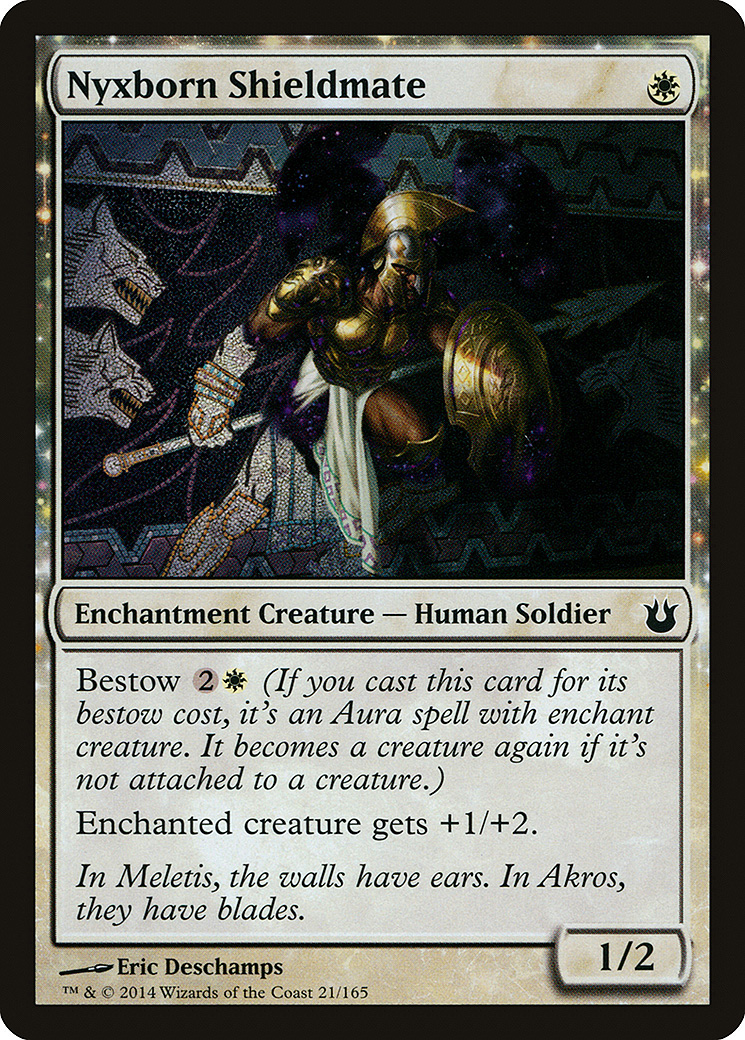 Nyxborn Shieldmate
Enchantment Creature — Human Soldier
Bestow 2 (If you cast this card for its
bestow cost, it's an Aura spell with enchant
creature. It becomes a creature again if it's
not attached to a creature.)
Enchanted creature gets +1/+2.
In Meletis, the walls have ears. In Akros,
they have blades.
1/2
Eric Deschamps
™ & © 2014 Wizards of the Coast 21/165